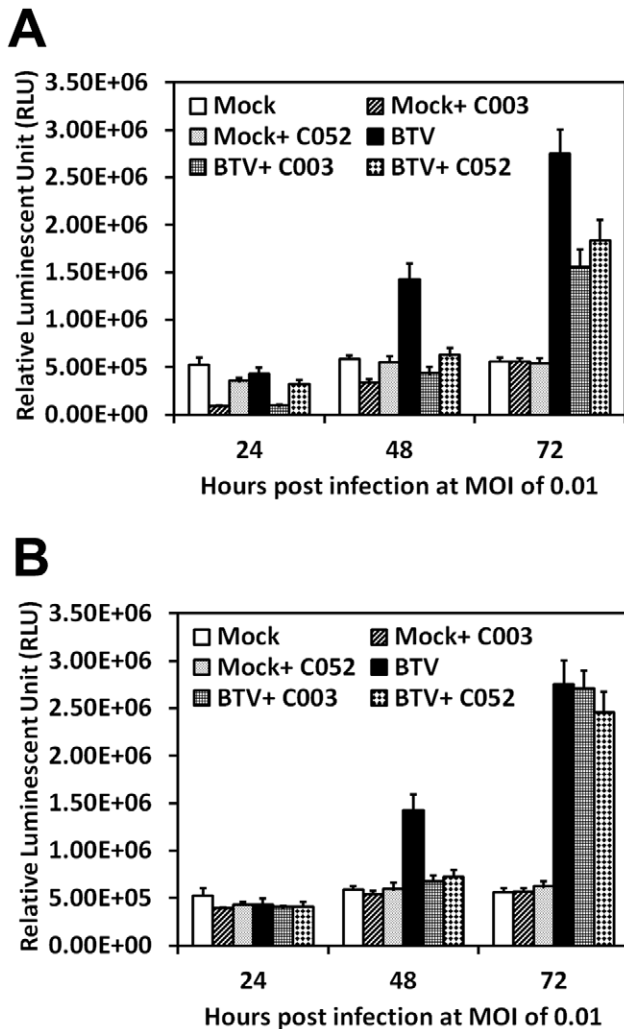 A
Relative Luminescent Unit (RLU)
3.50E+06
3.00E+06
2.50E+06
2.00E+06
1.50E+06
1.00E+06
5.00E+05
0.00E+00
Mock Mock+ C003
Mock+ C052 BTV
BTV+ C003 BTV+ C052
24 48 72
Hours post infection at MOI of 0.01
B
Relative Luminescent Unit (RLU)
3.50E+06
3.00E+06
2.50E+06
2.00E+06
1.50E+06
1.00E+06
5.00E+05
0.00E+00
Mock Mock+ C003
Mock+ C052 BTV
BTV+ C003 BTV+ C052
24 48 72
Hours post infection at MOI of 0.01